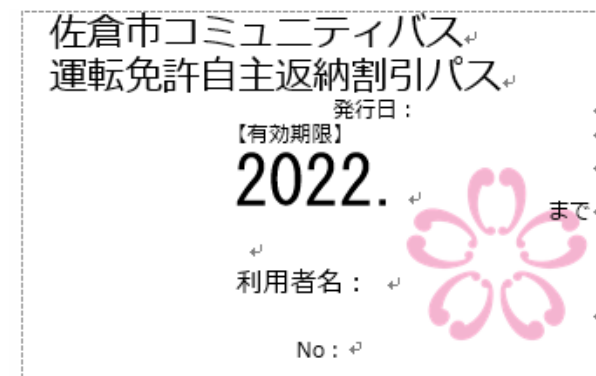 佐倉市コミュニティバス
運転免許自主返納割引パス
発行日：
【有効期限】
2022.
まで
利用者名：
No：